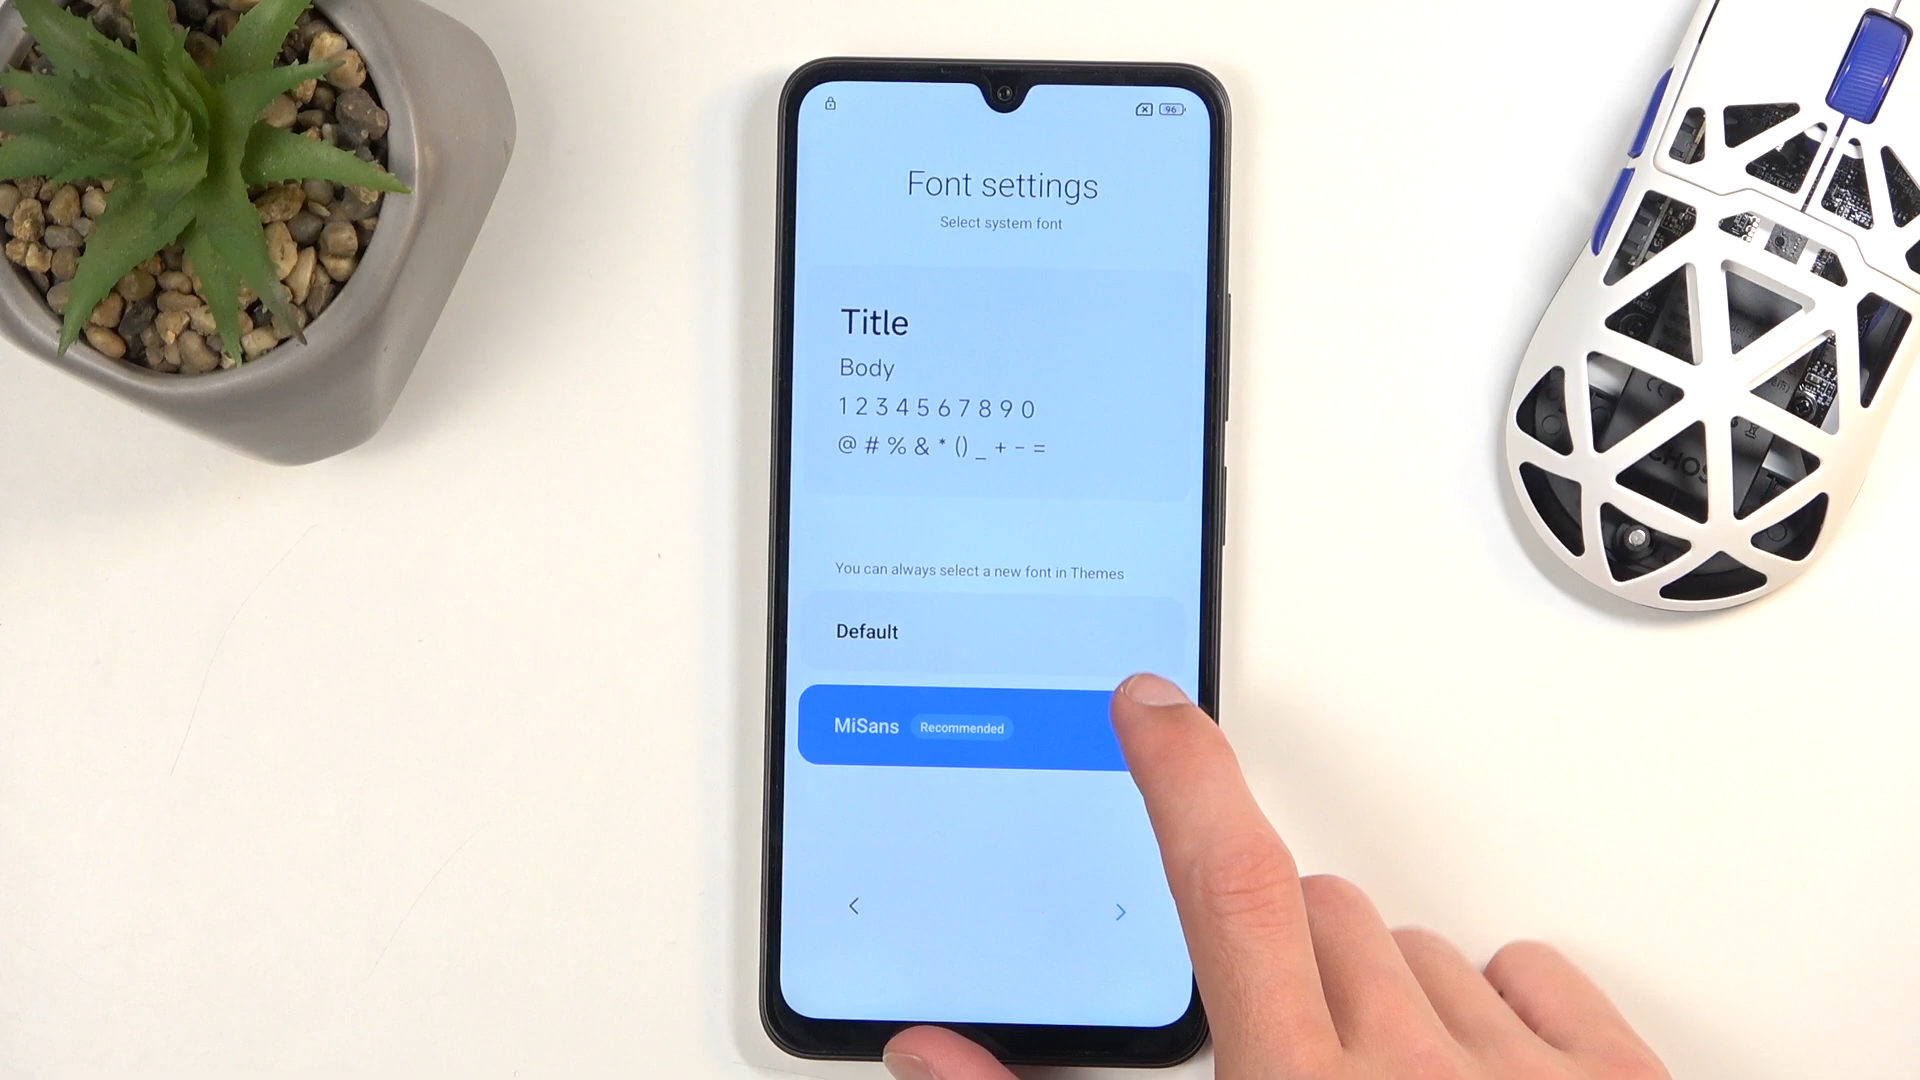 96
Font settings
Select system font
Title
Body
1 2 3 4 5 6 7 8 9 0
@ # % & * () _ + - =
You can always select a new font in Themes
Default
MiSans Recommended